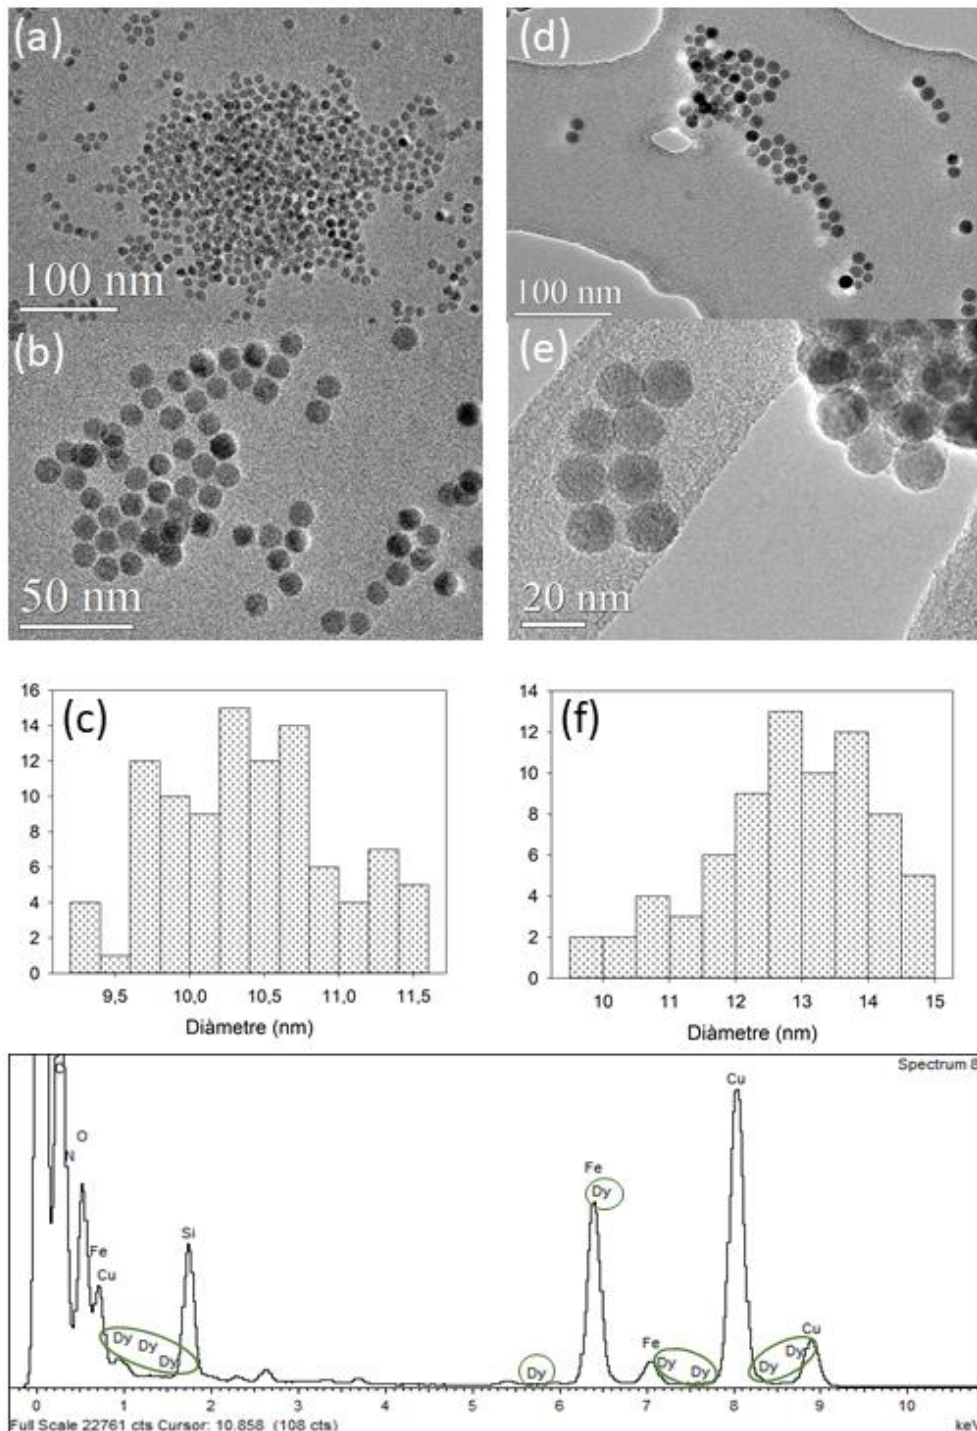 (a)
100 nm
(d)
100 nm
(b)
50 nm
(e)
20 nm
(c)
16
14
12
10
8
6
4
2
0
9,5 10,0 10,5 11,0 11,5
Diàmetre (nm)
(f)
14
12
10
8
6
4
2
0
10 11 12 13 14 15
Diàmetre (nm)
Spectrum 8
N
O
Fe
Cu
Dy Dy Dy
Si
Dy
Fe
Dy
Fe
Dy Dy
Cu
Dy Dy
Cu
0 1 2 3 4 5 6 7 8 9 10
Full Scale 22761 cts Cursor: 10.858 (108 cts)
keV